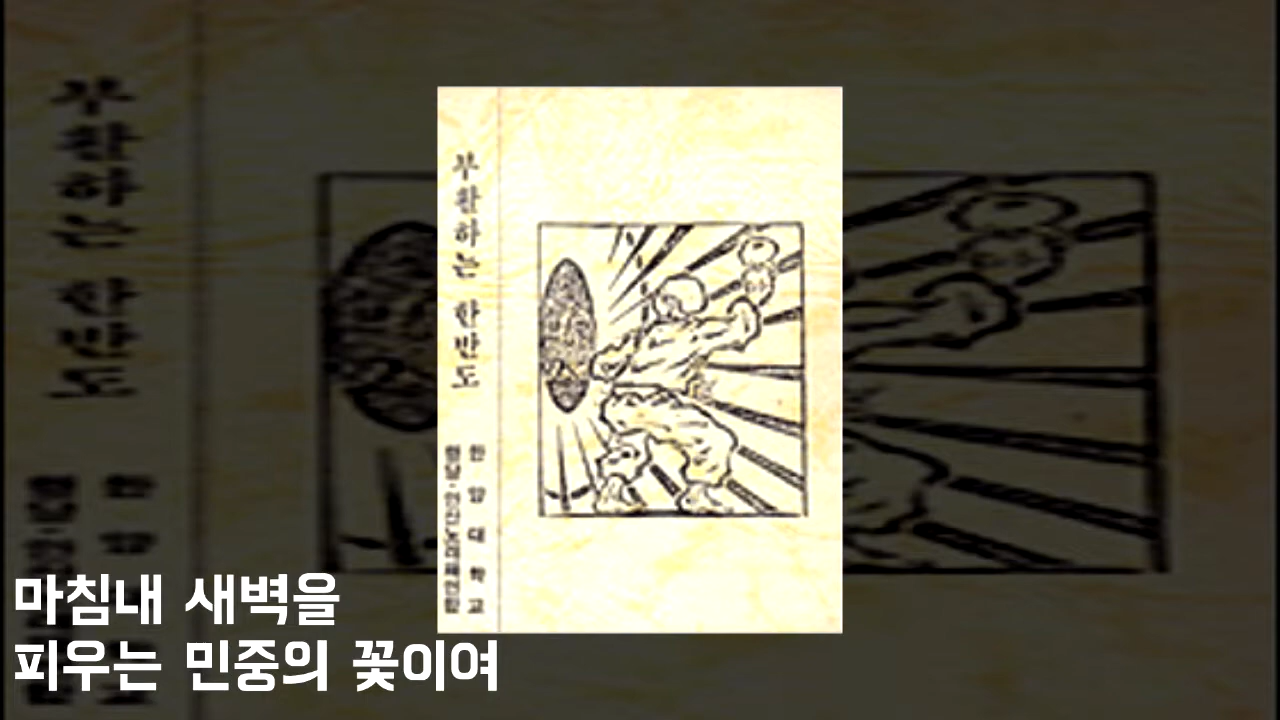 부활하는 한반도
한양대학교
마침내 새벽을
피우는 민중의 꽃이여